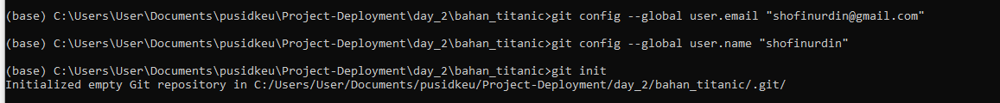 (base) C:\Users\User\Documents\pusidkeu\Project-Deployment\day_2\bahan_titanic>git config --global user.email "shofinurdin@gmail.com"
(base) C:\Users\User\Documents\pusidkeu\Project-Deployment\day_2\bahan_titanic>git config --global user.name "shofinurdin"
(base) C:\Users\User\Documents\pusidkeu\Project-Deployment\day_2\bahan_titanic>git init
Initialized empty Git repository in C:/Users/User/Documents/pusidkeu/Project-Deployment/day_2/bahan_titanic/.git/